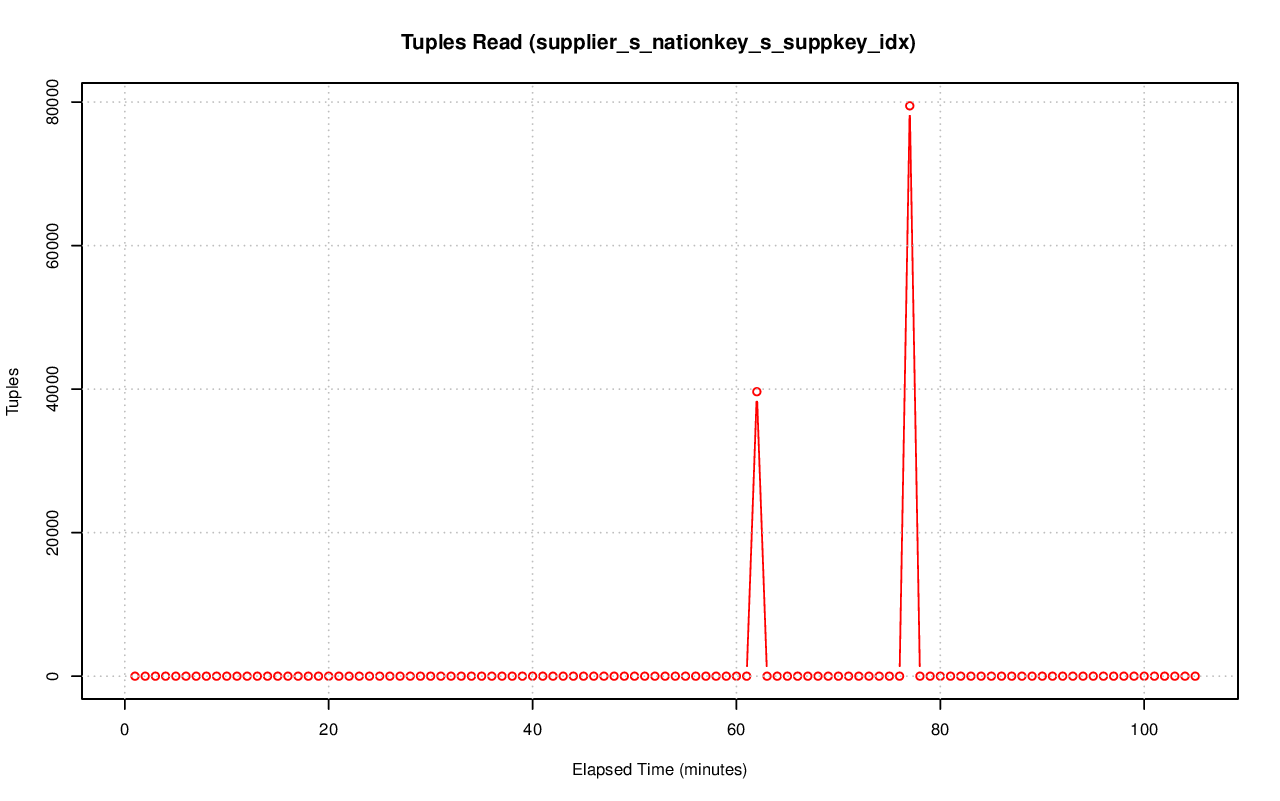 Tuples Read (supplier_s_nationkey_s_suppkey_idx)
80000
60000
40000
20000
0
Tuples
0 20 40 60 80 100
Elapsed Time (minutes)